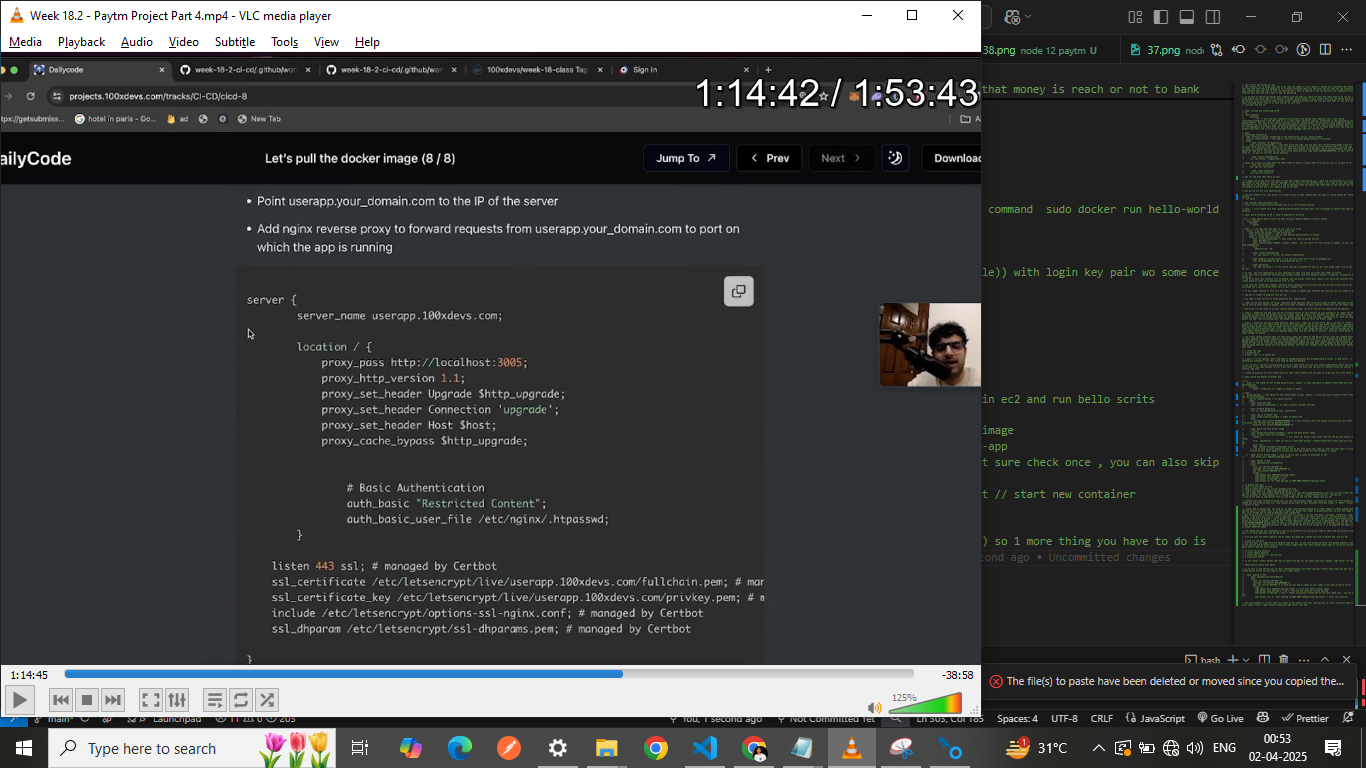 Week 18.2 - Paytm Project Part 4.mp4 - VLC media player
Media Playback Audio Video Subtitle Tools View Help
Dailycode
week-18-2-ci-cd/.github/wor
week-18-2-ci-cd/.github/wor
100xdevs/week-18-class Tag
Sign In
projects.100xdevs.com/tracks/CI-CD/cicd-8
1:14:42 / 1:53:43
hotel in paris - Go...
ad
New Tab
ailyCode
Let's pull the docker image (8 / 8)
Jump To
Prev
Next
Downloa
• Point userapp.your_domain.com to the IP of the server
• Add nginx reverse proxy to forward requests from userapp.your_domain.com to port on
which the app is running
server {
server_name userapp.100xdevs.com;
location / {
proxy_pass http://localhost:3005;
proxy_http_version 1.1;
proxy_set_header Upgrade $http_upgrade;
proxy_set_header Connection 'upgrade';
proxy_set_header Host $host;
proxy_cache_bypass $http_upgrade;
# Basic Authentication
auth_basic "Restricted Content";
auth_basic_user_file /etc/nginx/.htpasswd;
}
listen 443 ssl; # managed by Certbot
ssl_certificate /etc/letsencrypt/live/userapp.100xdevs.com/fullchain.pem; # mar
ssl_certificate_key /etc/letsencrypt/live/userapp.100xdevs.com/privkey.pem; # m
include /etc/letsencrypt/options-ssl-nginx.conf; # managed by Certbot
ssl_dhparam /etc/letsencrypt/ssl-dhparams.pem; # managed by Certbot
}
1:14:45
-38:58
125%
38.png node 12 paytm U
37.png node
that money is reach or not to bank
command sudo docker run hello-world
le)) with login key pair wo some once
in ec2 and run bello scrits
image
-app
t sure check once , you can also skip
t // start new container
) so 1 more thing you have to do is
cond ago • Uncommitted changes
bash
The file(s) to paste have been deleted or moved since you copied the...
main*
Launchpad
11
0
203
You, 1 second ago
Not Committed Yet
Ln 503, Col 185
Spaces: 4
UTF-8
CRLF
JavaScript
Go Live
Prettier
Type here to search
1
31°C
ENG
00:53
02-04-2025